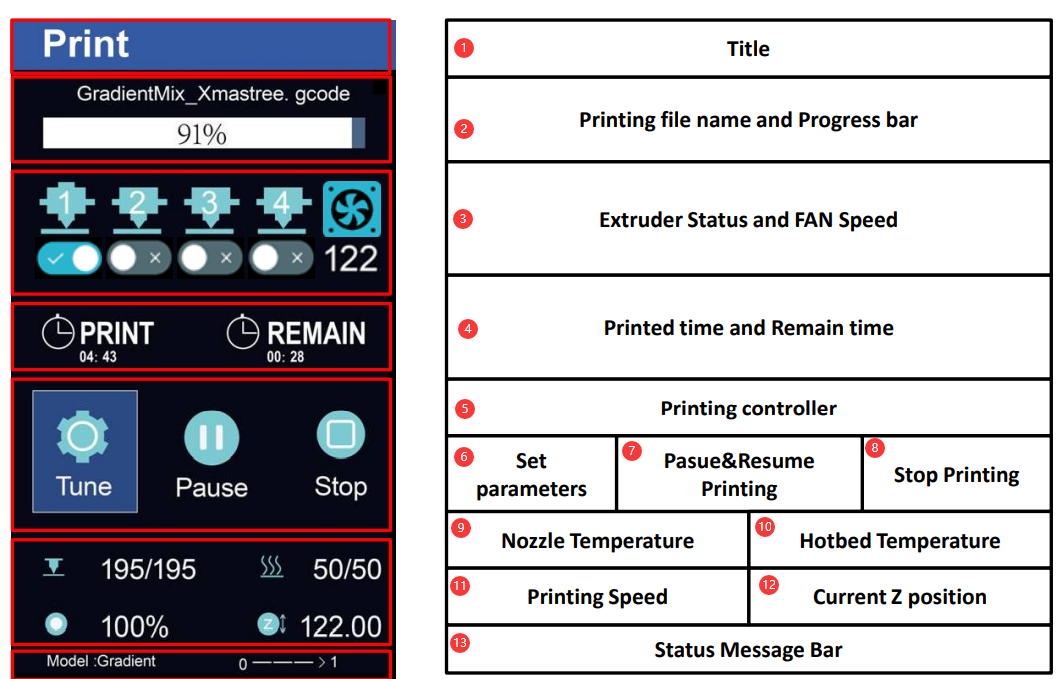 Print
GradientMix_Xmastree. gcode
91%
1 2 3 4
122
PRINT REMAIN
04: 43 00: 28
Tune Pause Stop
195/195 50/50
100% Z 122.00
Model :Gradient 0 ———> 1
1 Title
2 Printing file name and Progress bar
3 Extruder Status and FAN Speed
4 Printed time and Remain time
5 Printing controller
6 Set
parameters
7 Pasue&Resume
Printing
8 Stop Printing
9 Nozzle Temperature
10 Hotbed Temperature
11 Printing Speed
12 Current Z position
13 Status Message Bar